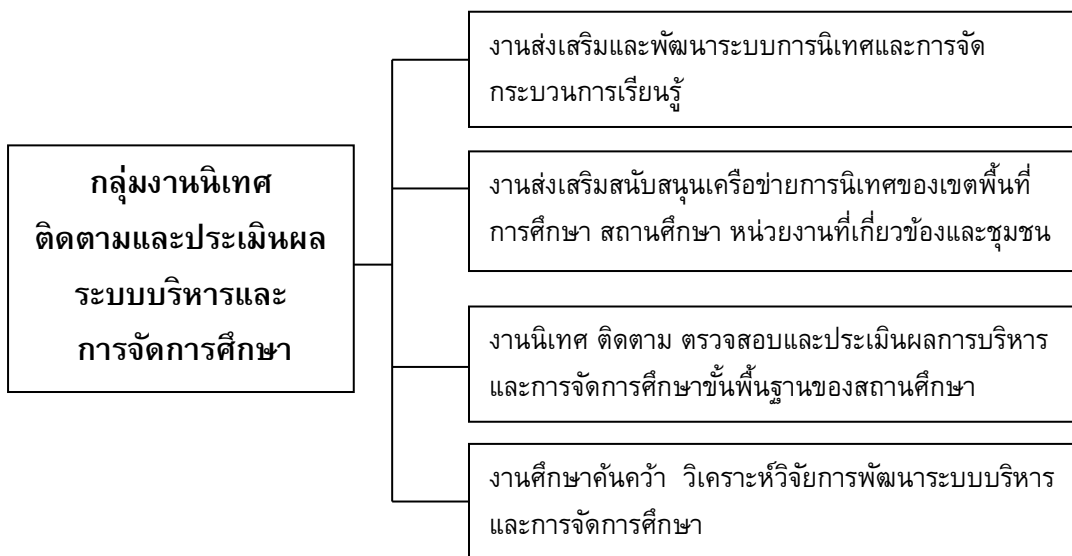 กลุ่มงานนิเทศ
ติดตามและประเมินผล
ระบบบริหารและ
การจัดการศึกษา
งานส่งเสริมและพัฒนาระบบการนิเทศและการจัด
กระบวนการเรียนรู้
งานส่งเสริมสนับสนุนเครือข่ายการนิเทศของเขตพื้นที่
การศึกษา สถานศึกษา หน่วยงานที่เกี่ยวข้องและชุมชน
งานนิเทศ ติดตาม ตรวจสอบและประเมินผลการบริหาร
และการจัดการศึกษาขั้นพื้นฐานของสถานศึกษา
งานศึกษาค้นคว้า วิเคราะห์วิจัยการพัฒนาระบบบริหาร
และการจัดการศึกษา